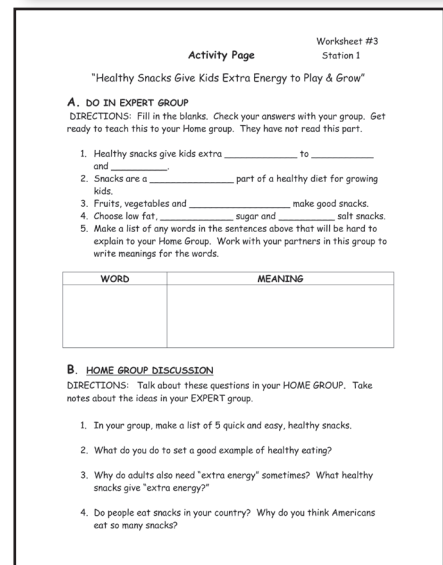 Worksheet #3
Activity Page Station 1
"Healthy Snacks Give Kids Extra Energy to Play & Grow"
A. DO IN EXPERT GROUP
DIRECTIONS: Fill in the blanks. Check your answers with your group. Get
ready to teach this to your Home group. They have not read this part.
1. Healthy snacks give kids extra ______________ to ____________
and ___________.
2. Snacks are a ________________ part of a healthy diet for growing
kids.
3. Fruits, vegetables and ___________________ make good snacks.
4. Choose low fat, ______________ sugar and ___________ salt snacks.
5. Make a list of any words in the sentences above that will be hard to
explain to your Home Group. Work with your partners in this group to
write meanings for the words.
WORD MEANING
B. HOME GROUP DISCUSSION
DIRECTIONS: Talk about these questions in your HOME GROUP. Take
notes about the ideas in your EXPERT group.
1. In your group, make a list of 5 quick and easy, healthy snacks.
2. What do you do to set a good example of healthy eating?
3. Why do adults also need "extra energy" sometimes? What healthy
snacks give "extra energy?"
4. Do people eat snacks in your country? Why do you think Americans
eat so many snacks?